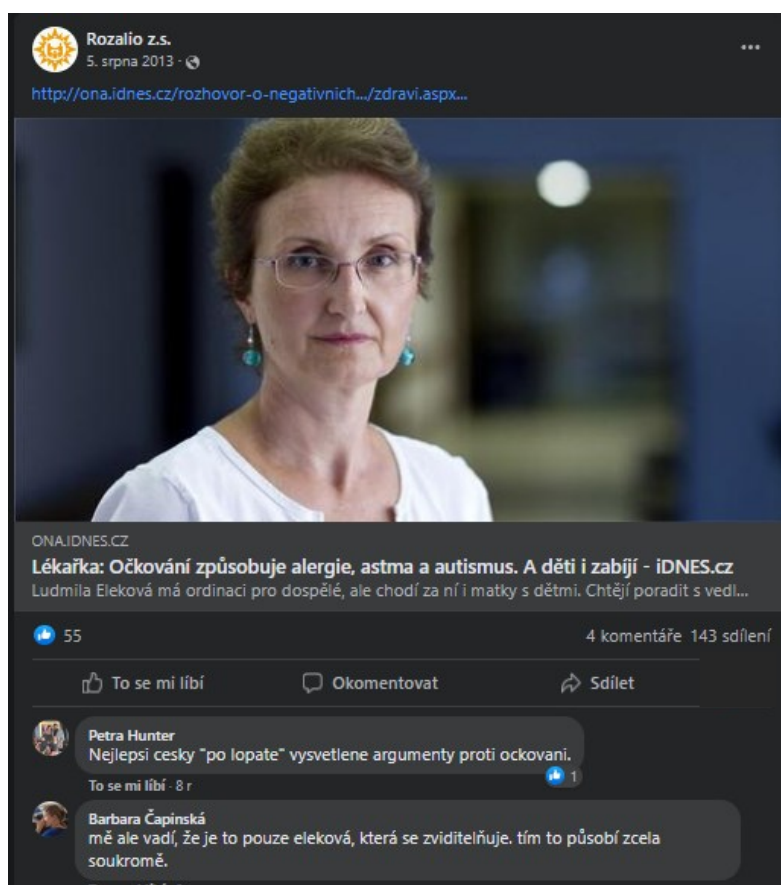 Rozalio z.s.
5. srpna 2013 ·
http://ona.idnes.cz/rozhovor-o-negativnich.../zdravi.aspx...
ONA.IDNES.CZ
Lékařka: Očkování způsobuje alergie, astma a autismus. A děti i zabíjí - iDNES.cz
Ludmila Eleková má ordinaci pro dospělé, ale chodí za ní i matky s dětmi. Chtějí poradit s vedl...
55
4 komentáře 143 sdílení
To se mi líbí
Okomentovat
Sdílet
Petra Hunter
Nejlepsi cesky "po lopate" vysvetlene argumenty proti ockovani.
1
To se mi líbí · 8 r
Barbara Čapinská
mě ale vadí, že je to pouze eleková, která se zviditelňuje. tím to působí zcela
soukromě.